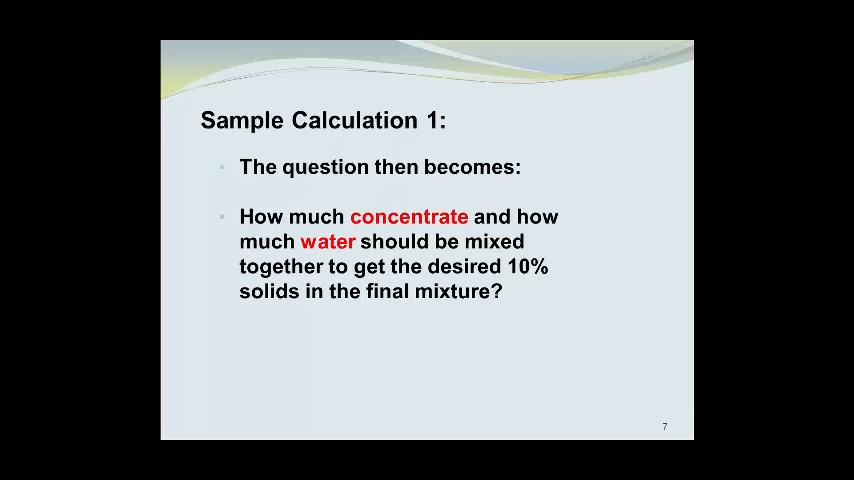 Sample Calculation 1:
The question then becomes:
How much concentrate and how
much water should be mixed
together to get the desired 10%
solids in the final mixture?
7